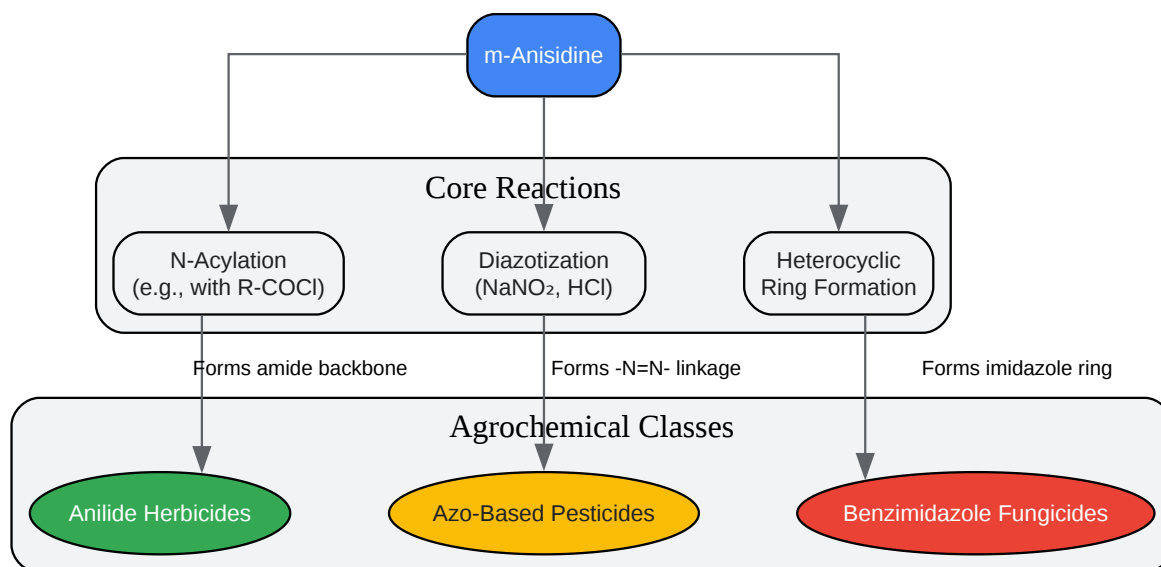 m-Anisidine
Core Reactions
N-Acylation
(e.g., with R-COCl)
Diazotization
(NaNO₂, HCl)
Heterocyclic
Ring Formation
Forms amide backbone
Forms -N=N- linkage
Forms imidazole ring
Agrochemical Classes
Anilide Herbicides
Azo-Based Pesticides
Benzimidazole Fungicides